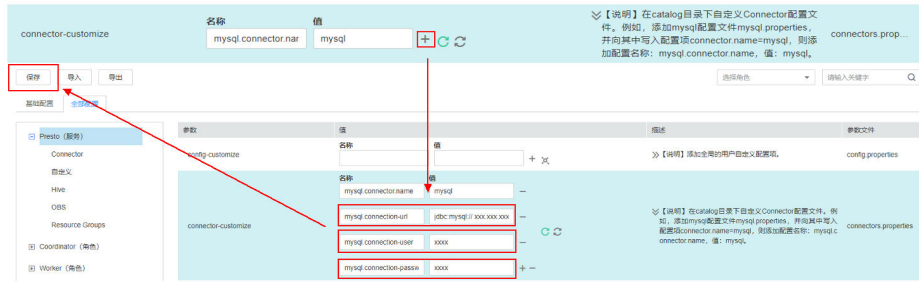 名称 值
connector-customize mysql.connector.nar mysql + 【说明】在catalog目录下自定义Connector配置文
件。例如，添加mysql配置文件mysql.properties，
并向其中写入配置项connector.name=mysql，则添 connectors.prop...
加配置名称：mysql.connector.name，值：mysql。
保存 导入 导出 选择角色 请输入关键字
基础配置 全部配置
参数 值 描述 参数文件
Presto（服务）
Connector
自定义
Hive
OBS
Resource Groups
Coordinator（角色）
Worker（角色）
名称 值
config-customize + 【说明】添加全局的用户自定义配置项。 config.properties
名称 值
mysql.connector.name mysql −
mysql.connection-url jdbc:mysql://.xxx.xxx.xxx −
connector-customize
mysql.connection-user xxxx −
mysql.connection-passw xxxx + −
【说明】在catalog目录下自定义Connector配置文件。例
如，添加mysql配置文件mysql.properties，并向其中写入
配置项connector.name=mysql，则添加配置名称：mysql.c
onnector.name，值：mysql。
connectors.properties